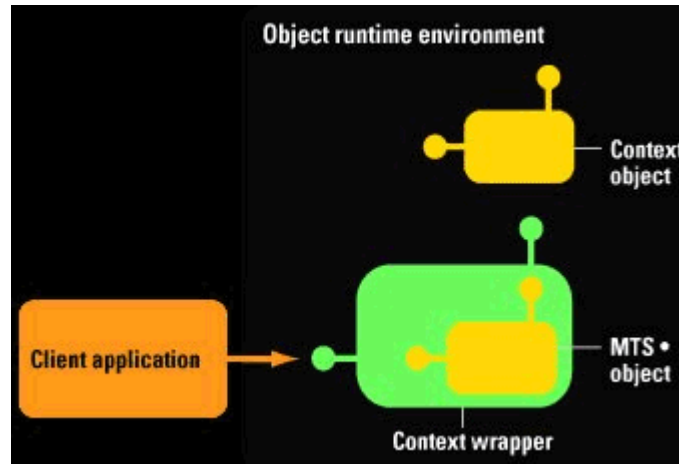 Object runtime environment
Context
object
Client application
MTS •
object
Context wrapper